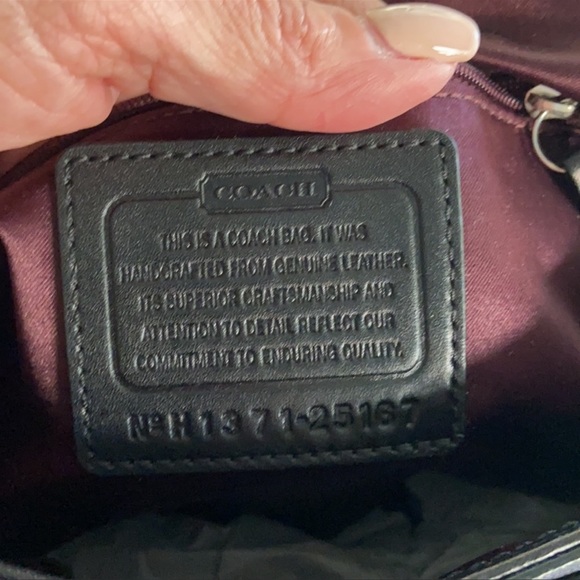 COACH
THIS IS A COACH BAG. IT WAS
HANDCRAFTED FROM GENUINE LEATHER.
ITS SUPERIOR CRAFTSMANSHIP AND
ATTENTION TO DETAIL REFLECT OUR
COMMITMENT TO ENDURING QUALITY.
Nº H1371-25167